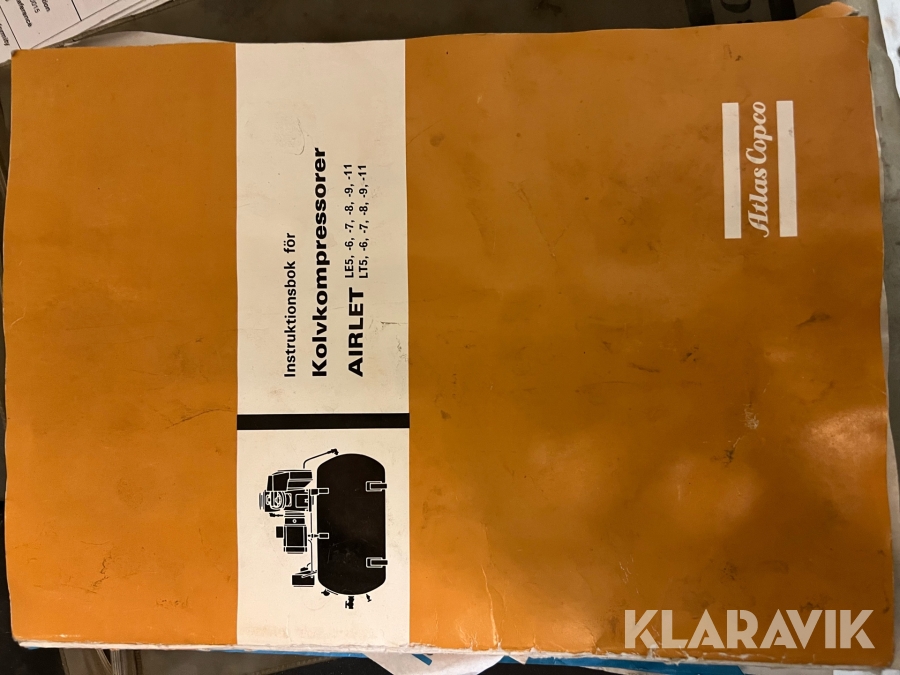 Instruktionsbok för
Kolvkompressorer
AIRLET LE5, -6, -7, -8, -9, -11
LT5, -6, -7, -8, -9, -11
Atlas Copco
KLARAVIK
2015